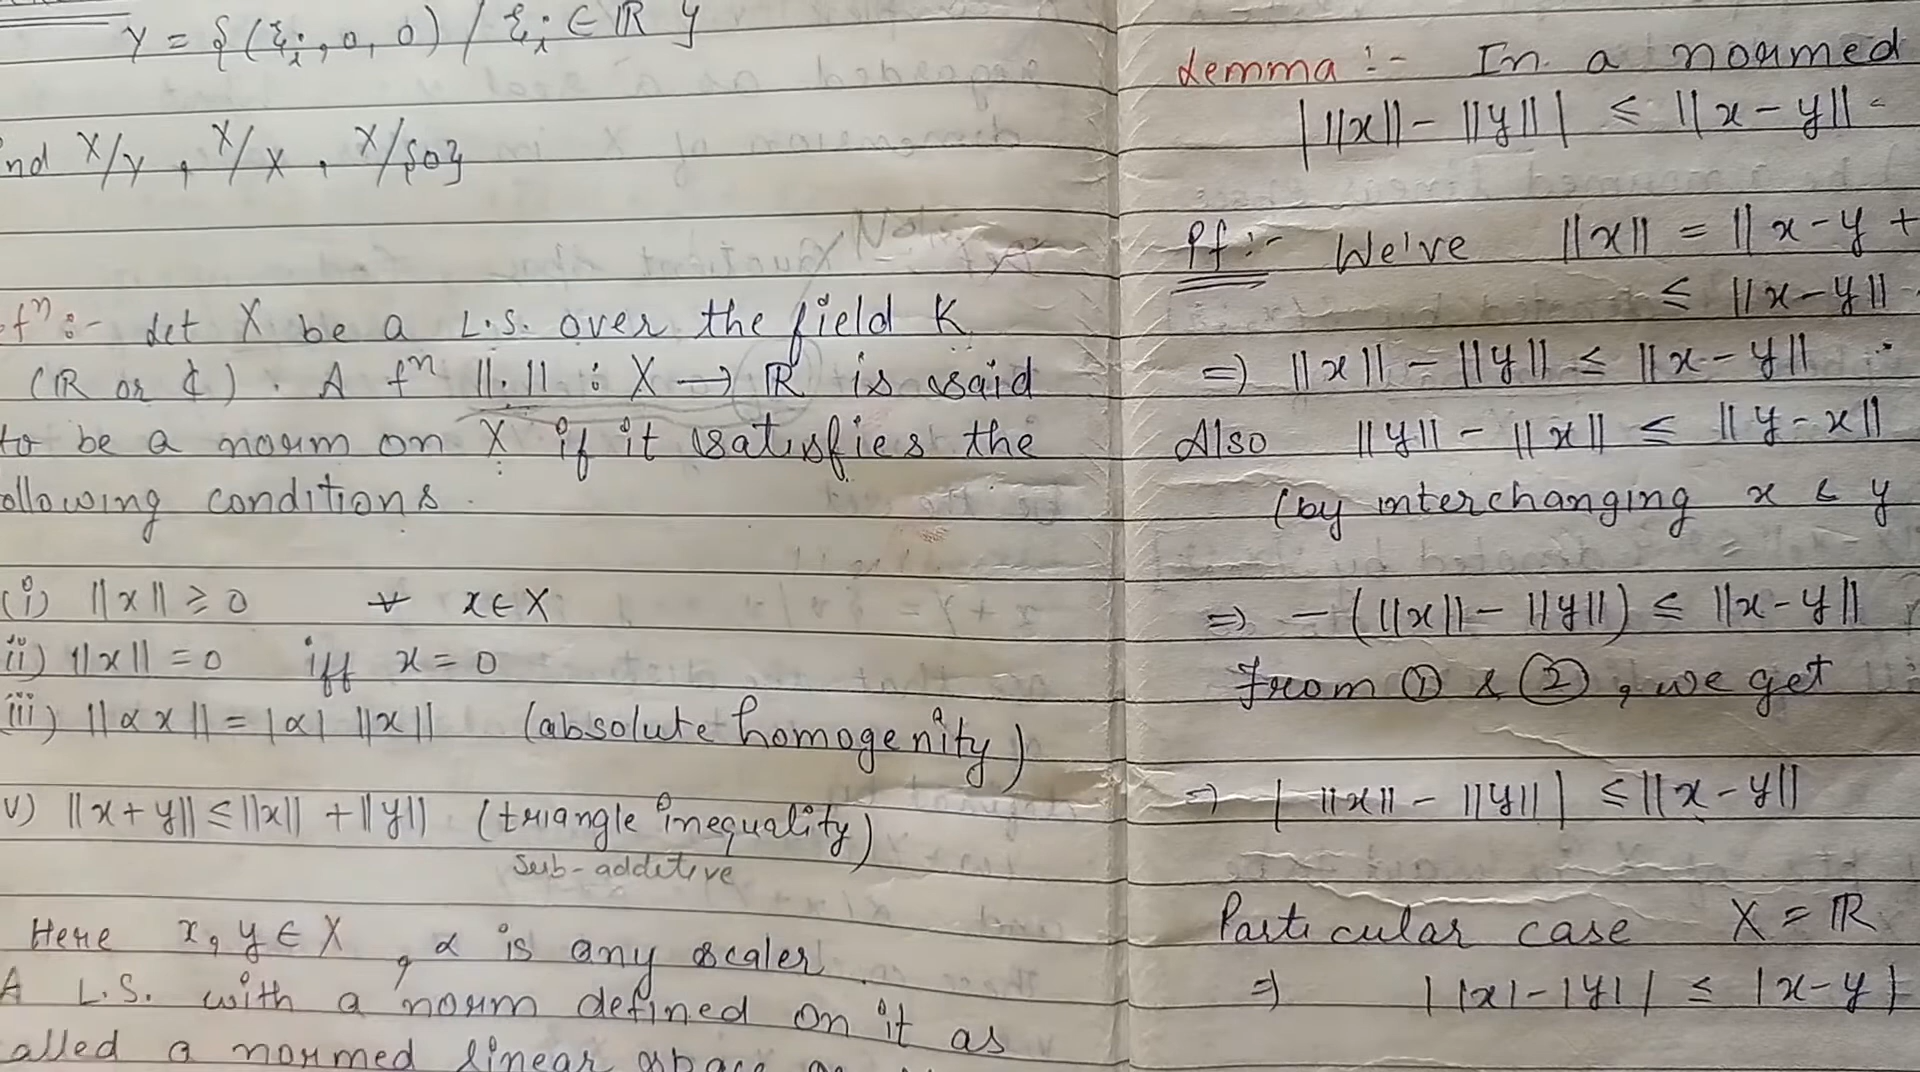 Y = {(ξi, 0, 0) / ξi ∈ ℝ}
nd X/Y , X/X , X/{0}
fⁿ :- Let X be a L.S. over the field K
(ℝ or ℂ). A fⁿ ||.|| : X → ℝ is said
to be a norm on X if it satisfies the
ollowing conditions.
(i) ||x|| ≥ 0 ∀ x ∈ X
ii) ||x|| = 0 iff x = 0
(iii) ||αx|| = |α| ||x|| (absolute homogenity)
v) ||x + y|| ≤ ||x|| + ||y|| (triangle inequality)
Sub-additive
Here x, y ∈ X , α is any scaler
A L.S. with a norm defined on it as
alled a normed linear space
Lemma :- In a normed
| ||x|| - ||y|| | ≤ ||x - y||
Pf :- We've ||x|| = ||x - y +
≤ ||x - y||
⇒ ||x|| - ||y|| ≤ ||x - y||
Also ||y|| - ||x|| ≤ ||y - x||
(by interchanging x & y
⇒ - (||x|| - ||y||) ≤ ||x - y||
From ① & ②, we get
⇒ | ||x|| - ||y|| | ≤ ||x - y||
Particular case X = ℝ
⇒ | |x| - |y| | ≤ |x - y|